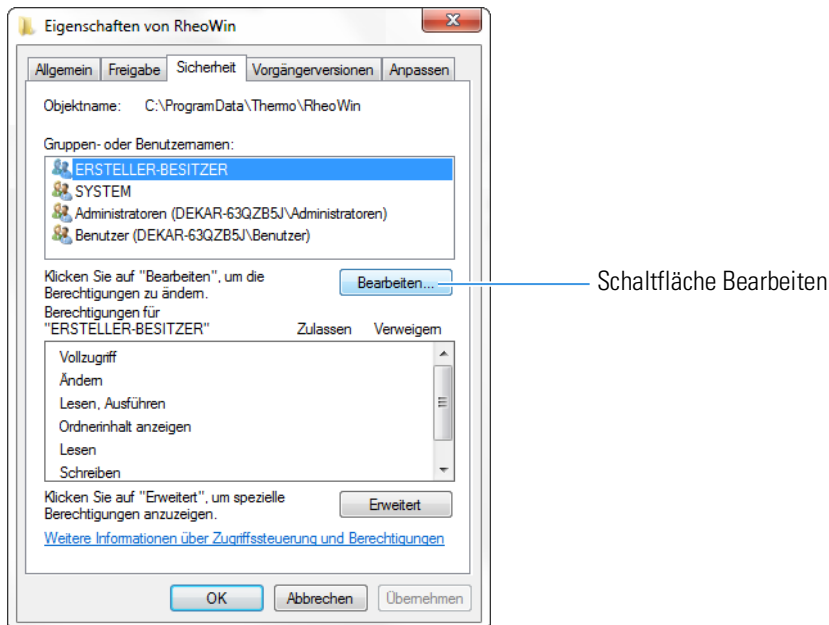 Eigenschaften von RheoWin
Allgemein Freigabe Sicherheit Vorgängerversionen Anpassen
Objektname: C:\ProgramData\Thermo\RheoWin
Gruppen- oder Benutzernamen:
ERSTELLER-BESITZER
SYSTEM
Administratoren (DEKAR-63QZB5J\Administratoren)
Benutzer (DEKAR-63QZB5J\Benutzer)
Klicken Sie auf "Bearbeiten", um die
Berechtigungen zu ändern.
Bearbeiten...
Schaltfläche Bearbeiten
Berechtigungen für
"ERSTELLER-BESITZER" Zulassen Verweigern
Vollzugriff
Ändern
Lesen, Ausführen
Ordnerinhalt anzeigen
Lesen
Schreiben
Klicken Sie auf "Erweitert", um spezielle
Berechtigungen anzuzeigen.
Erweitert
Weitere Informationen über Zugriffssteuerung und Berechtigungen
OK Abbrechen Übernehmen